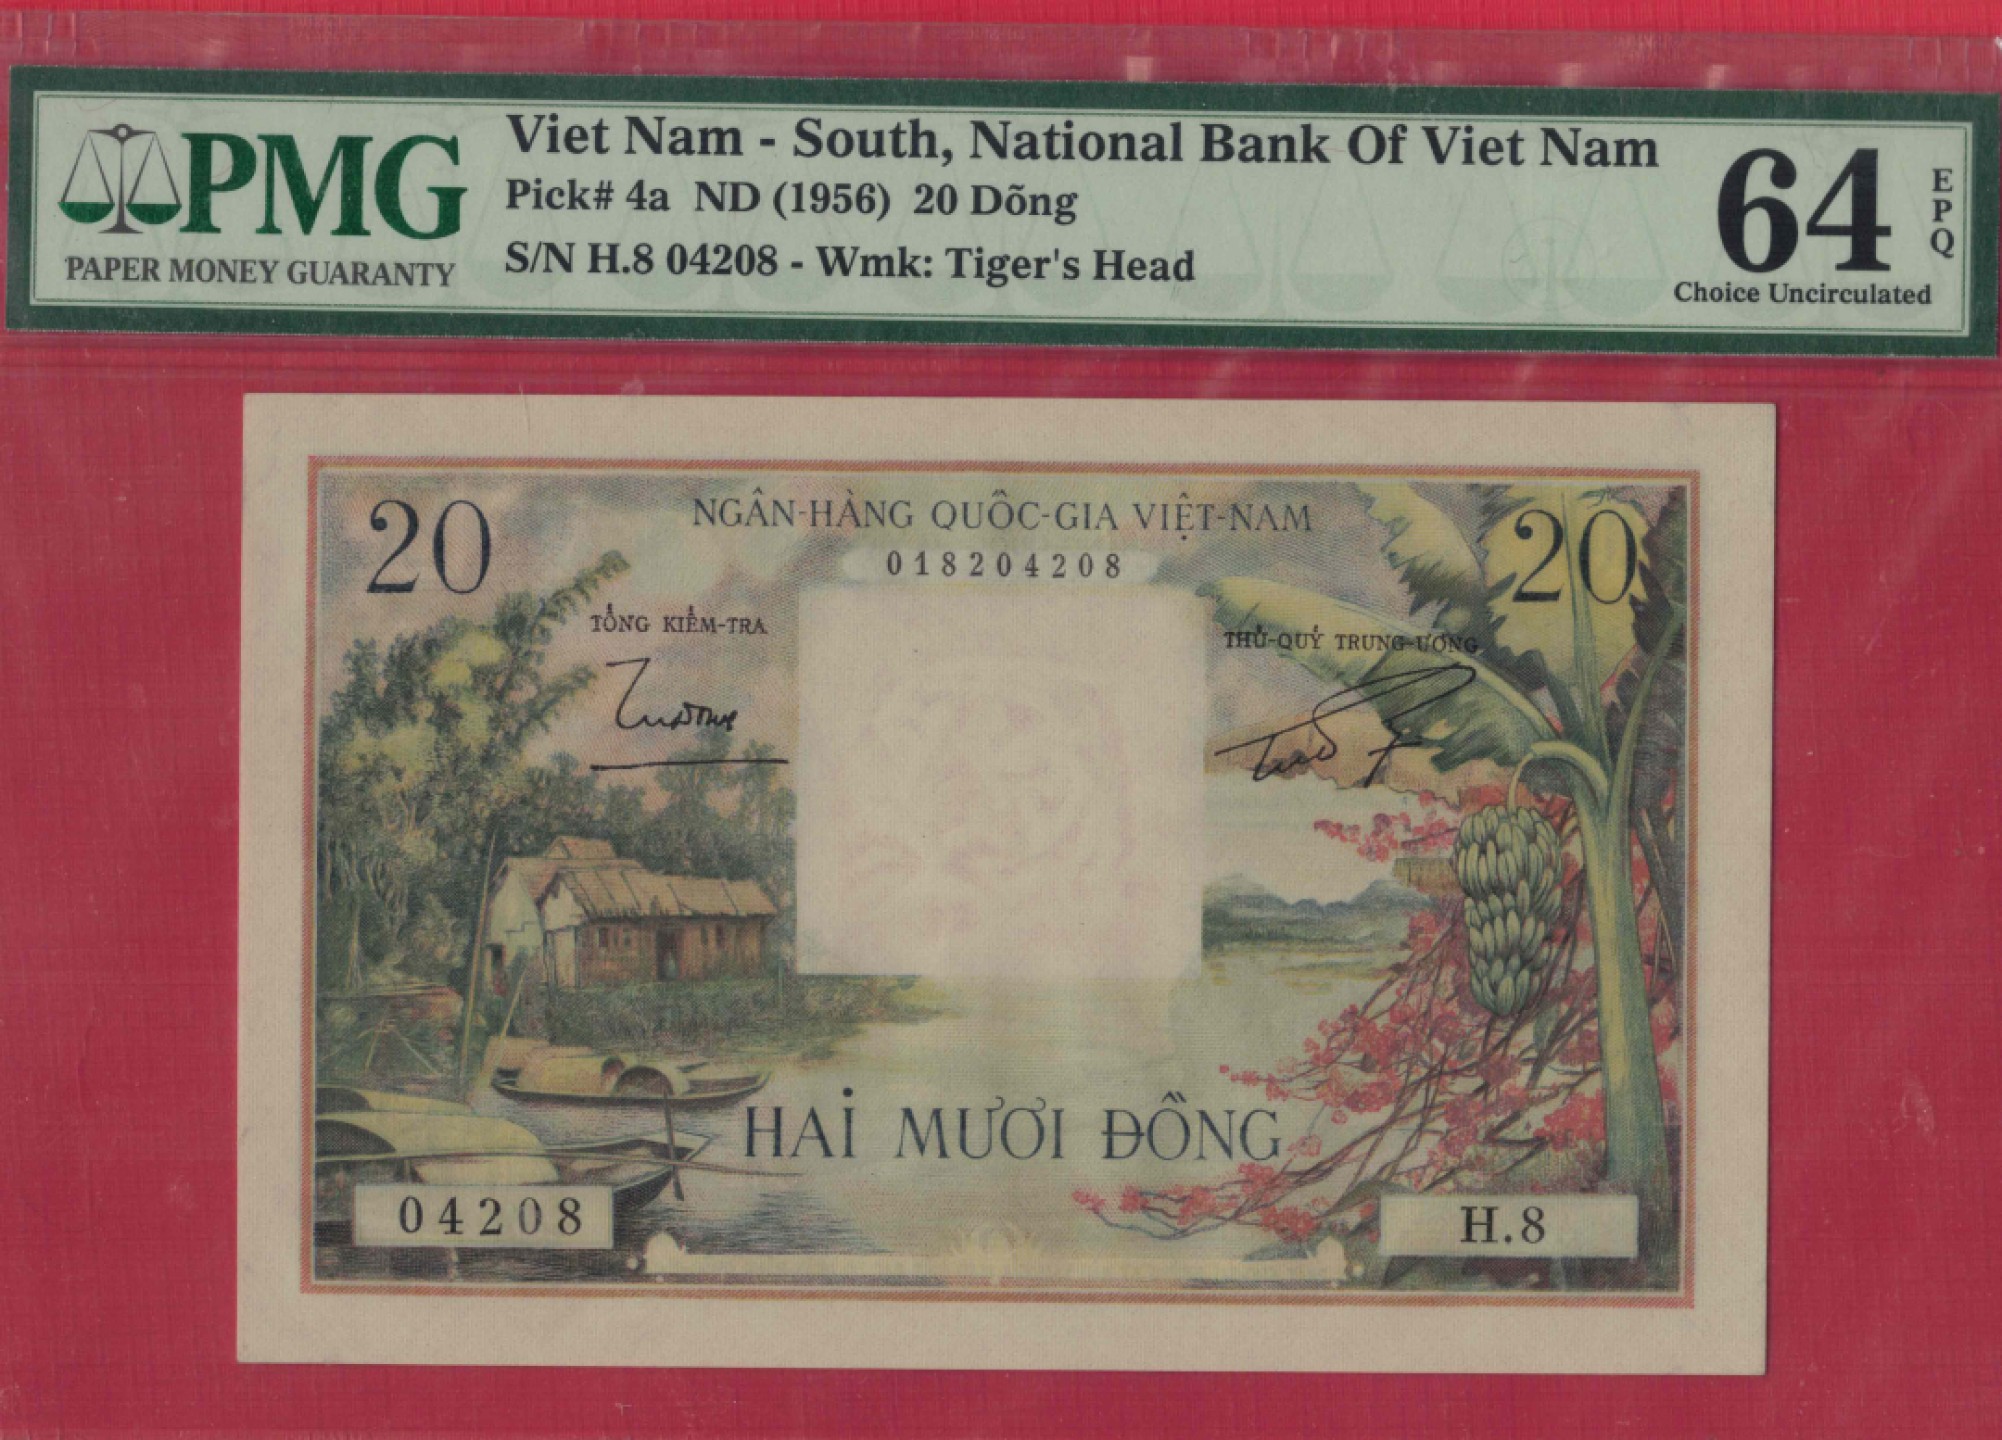 PMG
PAPER MONEY GUARANTY
Viet Nam - South, National Bank Of Viet Nam
Pick# 4a ND (1956) 20 Dõng
S/N H.8 04208 - Wmk: Tiger's Head
64
EPQ
Choice Uncirculated
20
NGÂN-HÀNG QUỐC-GIA VIỆT-NAM
20
018204208
TỔNG KIỂM-TRA
THỦ-QUỸ TRUNG-ƯƠNG
HAI MƯƠI ĐỒNG
04208
H.8